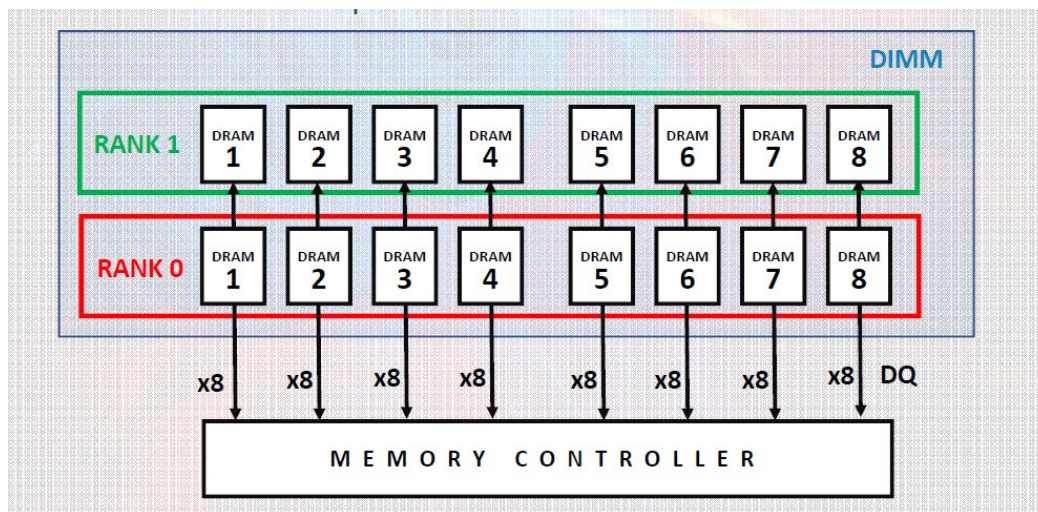 DIMM
RANK 1
DRAM 1
DRAM 2
DRAM 3
DRAM 4
DRAM 5
DRAM 6
DRAM 7
DRAM 8
RANK 0
DRAM 1
DRAM 2
DRAM 3
DRAM 4
DRAM 5
DRAM 6
DRAM 7
DRAM 8
x8 x8 x8 x8 x8 x8 x8 x8 DQ
MEMORY CONTROLLER